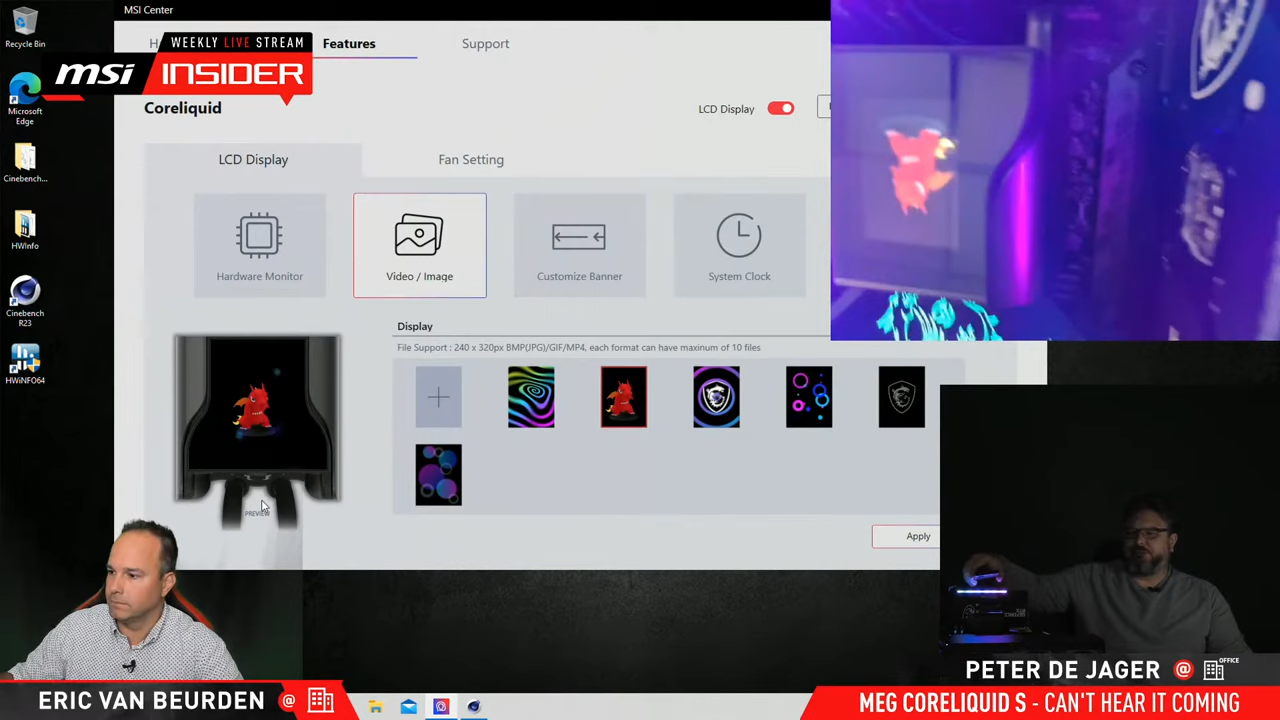 MSI Center
Recycle Bin
Microsoft
Edge
Cinebench...
HWInfo
Cinebench
R23
HWiNFO64
WEEKLY LIVE STREAM
msi INSIDER
Features
Support
Coreliquid
LCD Display
LCD Display
Fan Setting
Hardware Monitor
Video / Image
Customize Banner
System Clock
Display
File Support : 240 x 320px BMP(JPG)/GIF/MP4, each format can have maxinum of 10 files
PREVIEW
Apply
ERIC VAN BEURDEN @
PETER DE JAGER @ OFFICE
MEG CORELIQUID S - CAN'T HEAR IT COMING